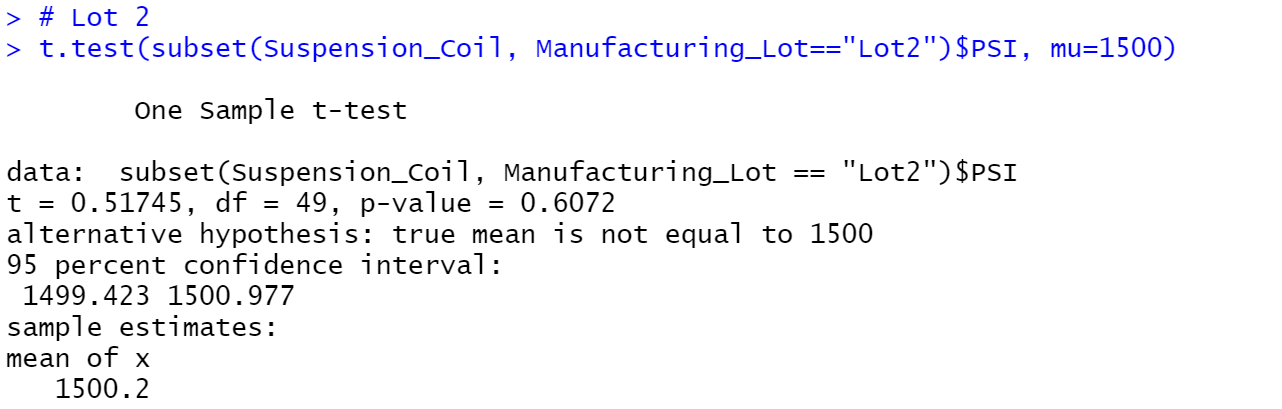 > # Lot 2
> t.test(subset(Suspension_Coil, Manufacturing_Lot=="Lot2")$PSI, mu=1500)
One Sample t-test
data:  subset(Suspension_Coil, Manufacturing_Lot == "Lot2")$PSI
t = 0.51745, df = 49, p-value = 0.6072
alternative hypothesis: true mean is not equal to 1500
95 percent confidence interval:
1499.423 1500.977
sample estimates:
mean of x
1500.2